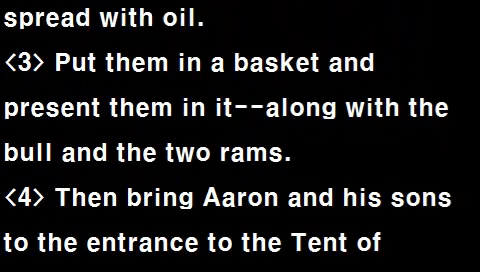 spread with oil.
<3> Put them in a basket and
present them in it--along with the
bull and the two rams.
<4> Then bring Aaron and his sons
to the entrance to the Tent of